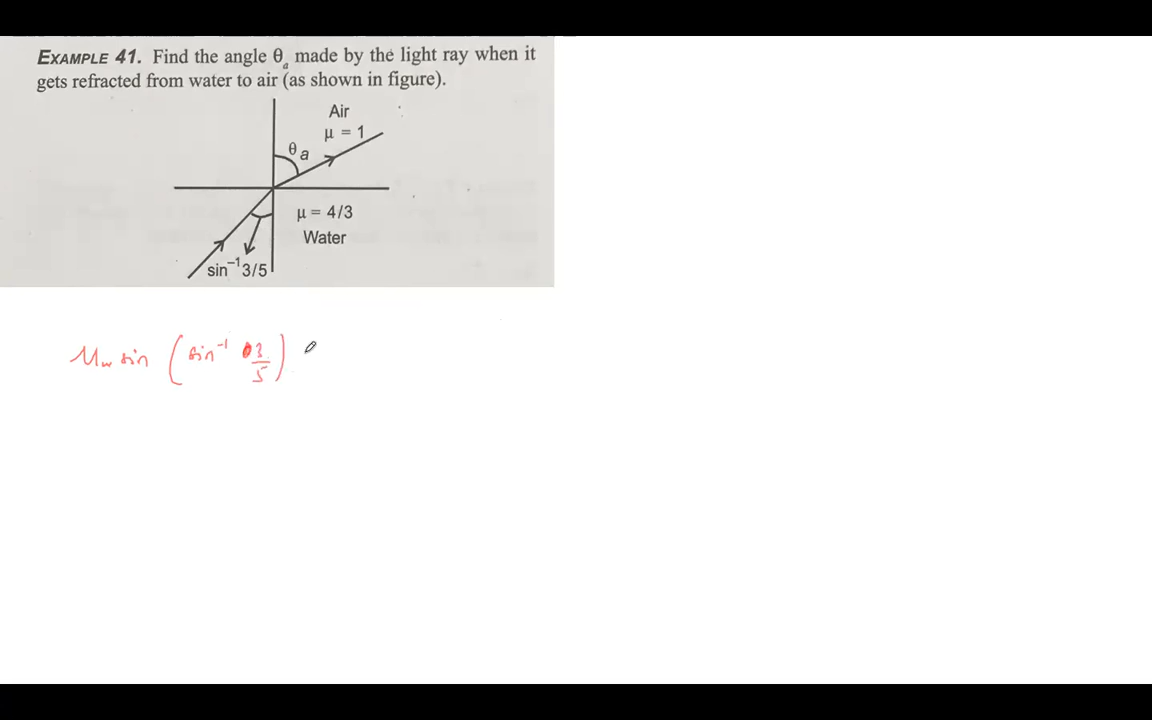 EXAMPLE 41. Find the angle θₐ made by the light ray when it
gets refracted from water to air (as shown in figure).
Air
μ = 1
θ a
μ = 4/3
Water
sin⁻¹3/5
μw sin (sin⁻¹ 3/5)